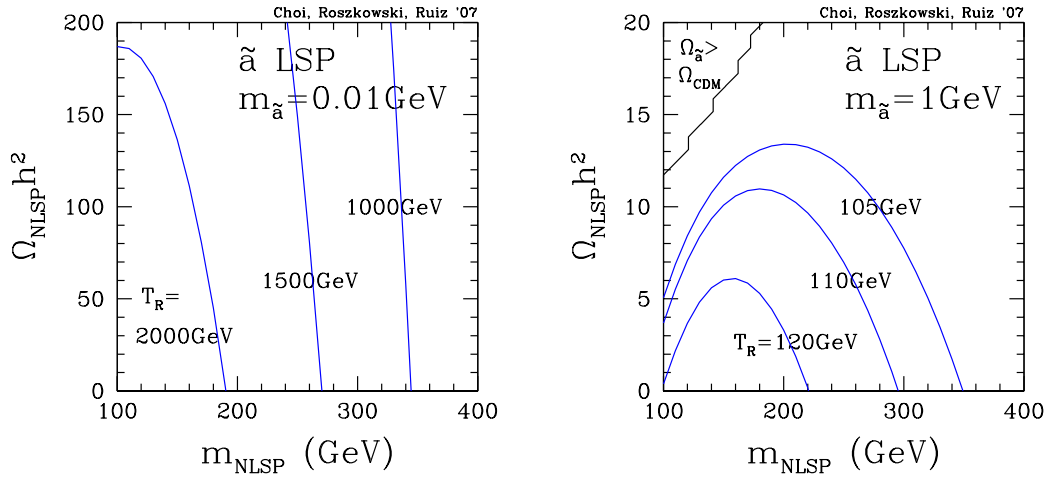 Choi, Roszkowski, Ruiz '07
200
150
100
50
0
100 200 300 400
Ω_NLSP h²
m_NLSP (GeV)
ã LSP
m_ã=0.01GeV
1000GeV
1500GeV
T_R=
2000GeV
Choi, Roszkowski, Ruiz '07
20
15
10
5
0
100 200 300 400
Ω_NLSP h²
m_NLSP (GeV)
Ω_ã>
Ω_CDM
ã LSP
m_ã=1GeV
105GeV
110GeV
T_R=120GeV